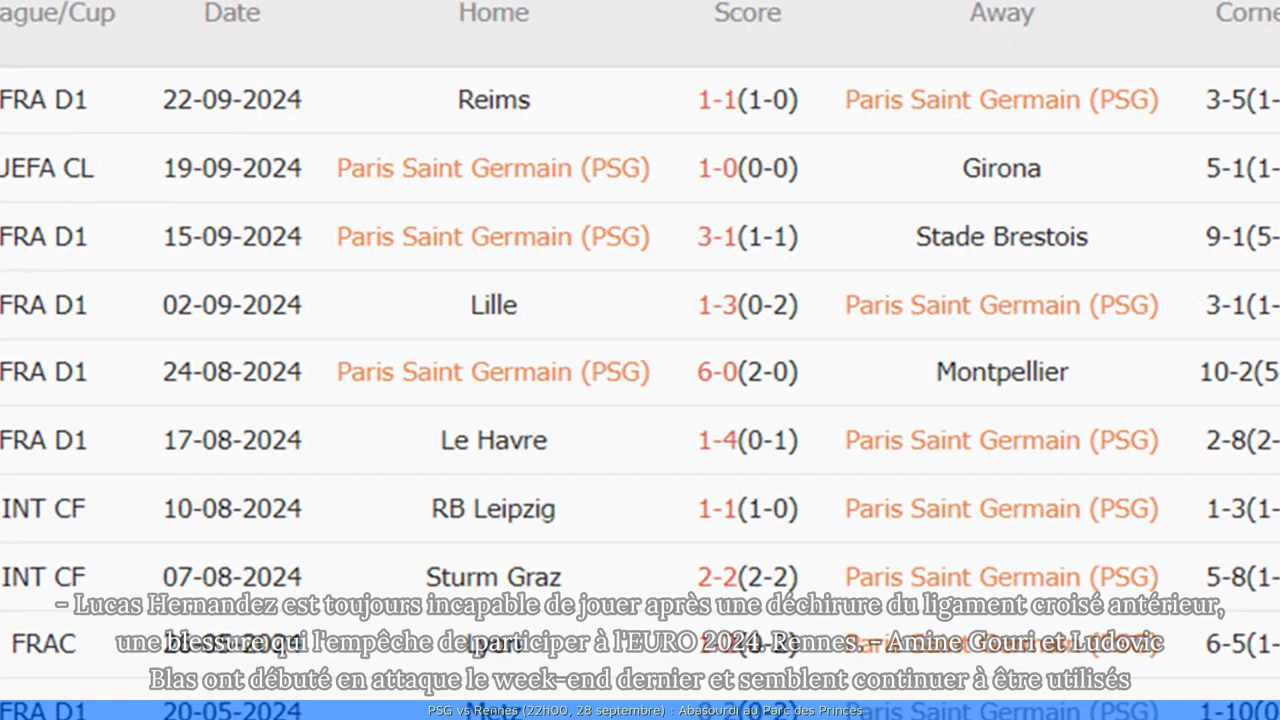 ague/Cup Date Home Score Away Corne
FRA D1 22-09-2024 Reims 1-1(1-0) Paris Saint Germain (PSG) 3-5(1-
UEFA CL 19-09-2024 Paris Saint Germain (PSG) 1-0(0-0) Girona 5-1(1-
FRA D1 15-09-2024 Paris Saint Germain (PSG) 3-1(1-1) Stade Brestois 9-1(5-
FRA D1 02-09-2024 Lille 1-3(0-2) Paris Saint Germain (PSG) 3-1(1-
FRA D1 24-08-2024 Paris Saint Germain (PSG) 6-0(2-0) Montpellier 10-2(5
FRA D1 17-08-2024 Le Havre 1-4(0-1) Paris Saint Germain (PSG) 2-8(2-
INT CF 10-08-2024 RB Leipzig 1-1(1-0) Paris Saint Germain (PSG) 1-3(1-
INT CF 07-08-2024 Sturm Graz 2-2(2-2) Paris Saint Germain (PSG) 5-8(1-
- Lucas Hernandez est toujours incapable de jouer après une déchirure du ligament croisé antérieur,
FRAC 6-5(1-
une blessure qui l'empêche de participer à l'EURO 2024. Rennes. – Amine Gouri et Ludovic
Blas ont débuté en attaque le week-end dernier et semblent continuer à être utilisés
FRA D1 20-05-2024 Paris Saint Germain (PSG) 1-10(0
PSG vs Rennes (22h00, 28 septembre) : Abasourdi au Parc des Princes